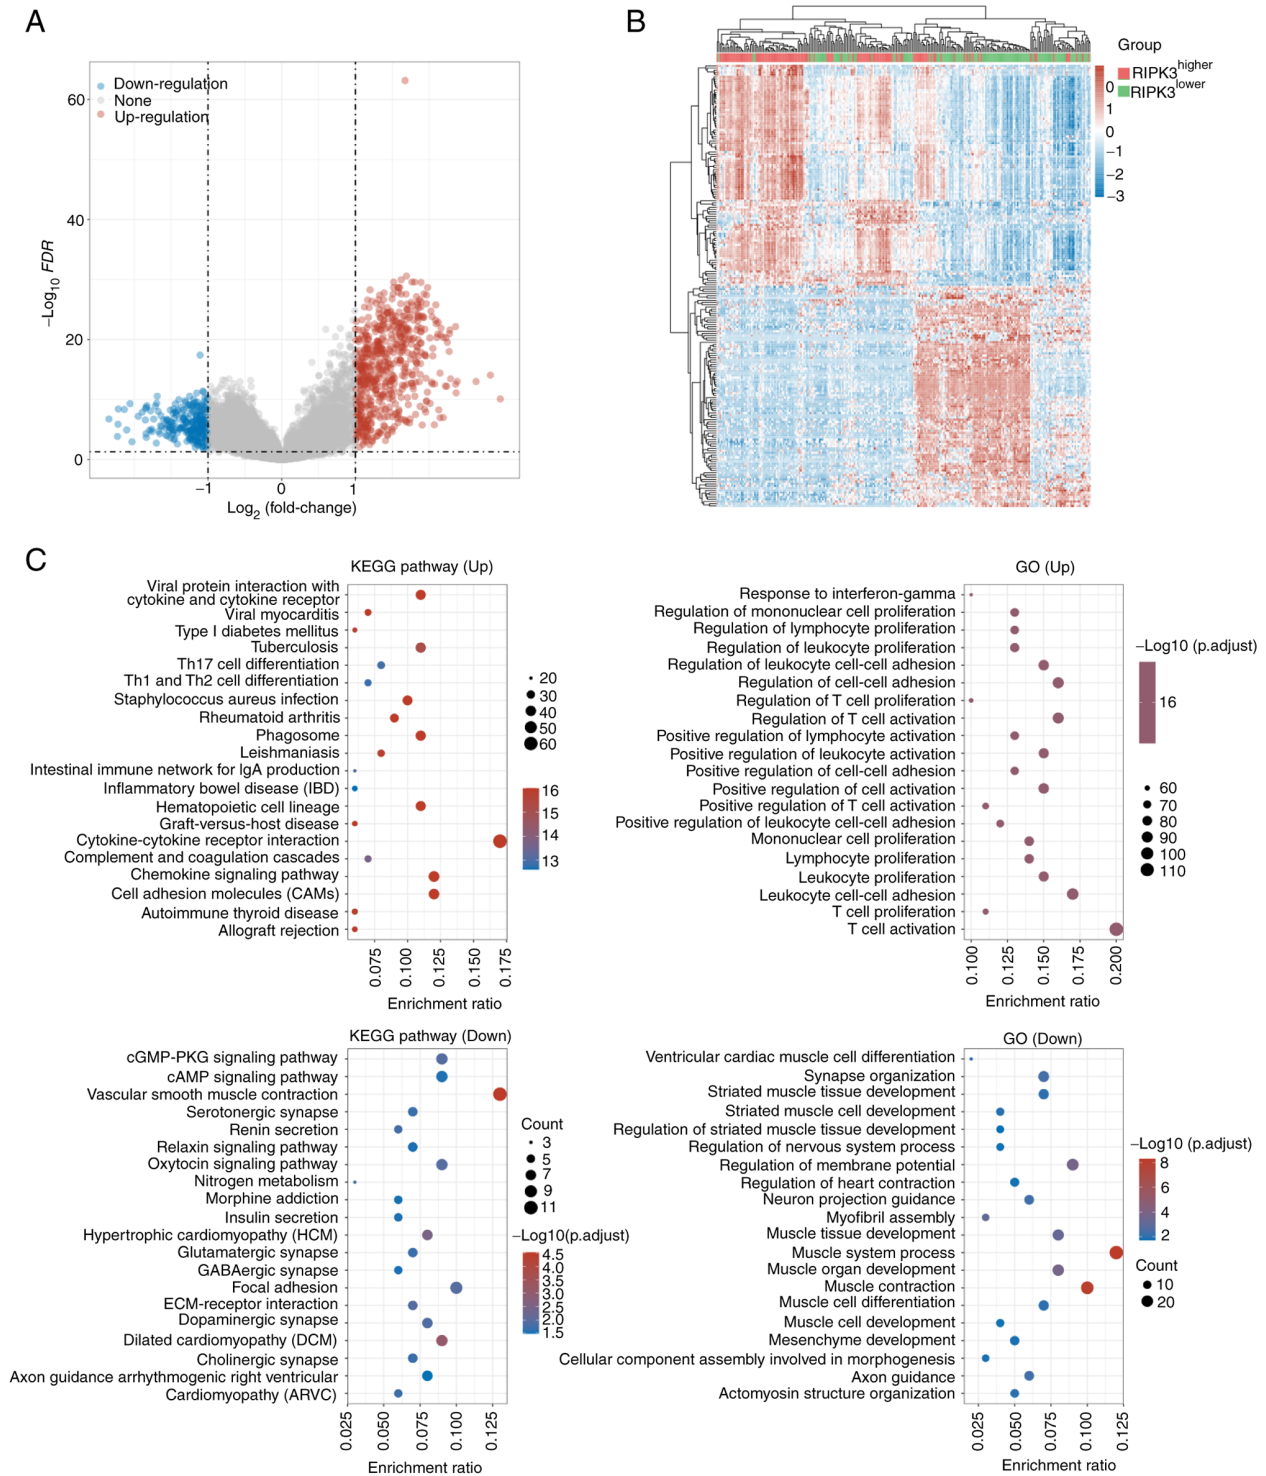 A
Down-regulation
None
Up-regulation
60
40
20
0
−Log10 FDR
−1
0
1
Log2 (fold-change)
B
Group
RIPK3higher
RIPK3lower
0
1
0
−1
−2
−3
C
KEGG pathway (Up)
Viral protein interaction with
cytokine and cytokine receptor
Viral myocarditis
Type I diabetes mellitus
Tuberculosis
Th17 cell differentiation
Th1 and Th2 cell differentiation
Staphylococcus aureus infection
Rheumatoid arthritis
Phagosome
Leishmaniasis
Intestinal immune network for IgA production
Inflammatory bowel disease (IBD)
Hematopoietic cell lineage
Graft-versus-host disease
Cytokine-cytokine receptor interaction
Complement and coagulation cascades
Chemokine signaling pathway
Cell adhesion molecules (CAMs)
Autoimmune thyroid disease
Allograft rejection
0.075
0.100
0.125
0.150
0.175
Enrichment ratio
20
30
40
50
60
16
15
14
13
GO (Up)
Response to interferon-gamma
Regulation of mononuclear cell proliferation
Regulation of lymphocyte proliferation
Regulation of leukocyte proliferation
Regulation of leukocyte cell-cell adhesion
Regulation of cell-cell adhesion
Regulation of T cell proliferation
Regulation of T cell activation
Positive regulation of lymphocyte activation
Positive regulation of leukocyte activation
Positive regulation of cell-cell adhesion
Positive regulation of cell activation
Positive regulation of T cell activation
Positive regulation of leukocyte cell-cell adhesion
Mononuclear cell proliferation
Lymphocyte proliferation
Leukocyte proliferation
Leukocyte cell-cell adhesion
T cell proliferation
T cell activation
0.100
0.125
0.150
0.175
0.200
Enrichment ratio
−Log10 (p.adjust)
16
60
70
80
90
100
110
KEGG pathway (Down)
cGMP-PKG signaling pathway
cAMP signaling pathway
Vascular smooth muscle contraction
Serotonergic synapse
Renin secretion
Relaxin signaling pathway
Oxytocin signaling pathway
Nitrogen metabolism
Morphine addiction
Insulin secretion
Hypertrophic cardiomyopathy (HCM)
Glutamatergic synapse
GABAergic synapse
Focal adhesion
ECM-receptor interaction
Dopaminergic synapse
Dilated cardiomyopathy (DCM)
Cholinergic synapse
Axon guidance arrhythmogenic right ventricular
Cardiomyopathy (ARVC)
0.025
0.050
0.075
0.100
0.125
Enrichment ratio
Count
3
5
7
9
11
−Log10(p.adjust)
4.5
4.0
3.5
3.0
2.5
2.0
1.5
GO (Down)
Ventricular cardiac muscle cell differentiation
Synapse organization
Striated muscle tissue development
Striated muscle cell development
Regulation of striated muscle tissue development
Regulation of nervous system process
Regulation of membrane potential
Regulation of heart contraction
Neuron projection guidance
Myofibril assembly
Muscle tissue development
Muscle system process
Muscle organ development
Muscle contraction
Muscle cell differentiation
Muscle cell development
Mesenchyme development
Cellular component assembly involved in morphogenesis
Axon guidance
Actomyosin structure organization
0.025
0.050
0.075
0.100
0.125
Enrichment ratio
−Log10 (p.adjust)
8
6
4
2
Count
10
20